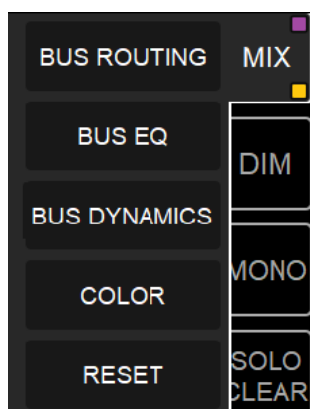 BUS ROUTING
MIX
BUS EQ
DIM
BUS DYNAMICS
MONO
COLOR
RESET
SOLO
CLEAR